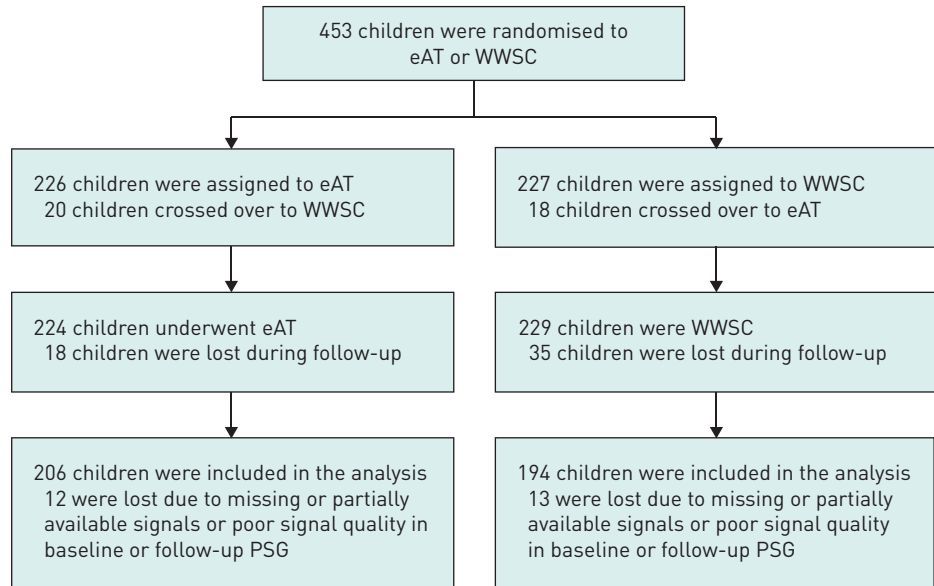 453 children were randomised to
eAT or WWSC
226 children were assigned to eAT
20 children crossed over to WWSC
227 children were assigned to WWSC
18 children crossed over to eAT
224 children underwent eAT
18 children were lost during follow-up
229 children were WWSC
35 children were lost during follow-up
206 children were included in the analysis
12 were lost due to missing or partially
available signals or poor signal quality in
baseline or follow-up PSG
194 children were included in the analysis
13 were lost due to missing or partially
available signals or poor signal quality
in baseline or follow-up PSG